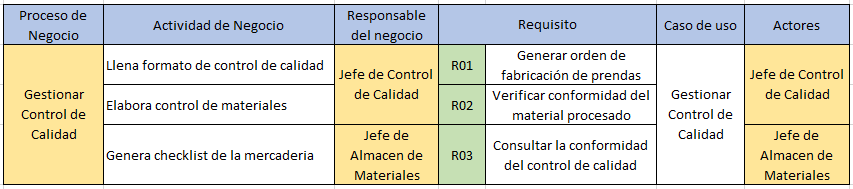 Proceso de
Negocio
Actividad de Negocio
Responsable
del negocio
Requisito
Caso de uso
Actores
Gestionar
Control de
Calidad
Llena formato de control de calidad
Jefe de Control
de Calidad
R01
Generar orden de
fabricación de prendas
Gestionar
Control de
Calidad
Jefe de Control
de Calidad
Elabora control de materiales
R02
Verificar conformidad del
material procesado
Genera checklist de la mercaderia
Jefe de
Almacen de
Materiales
R03
Consultar la conformidad
del control de calidad
Jefe de
Almacen de
Materiales